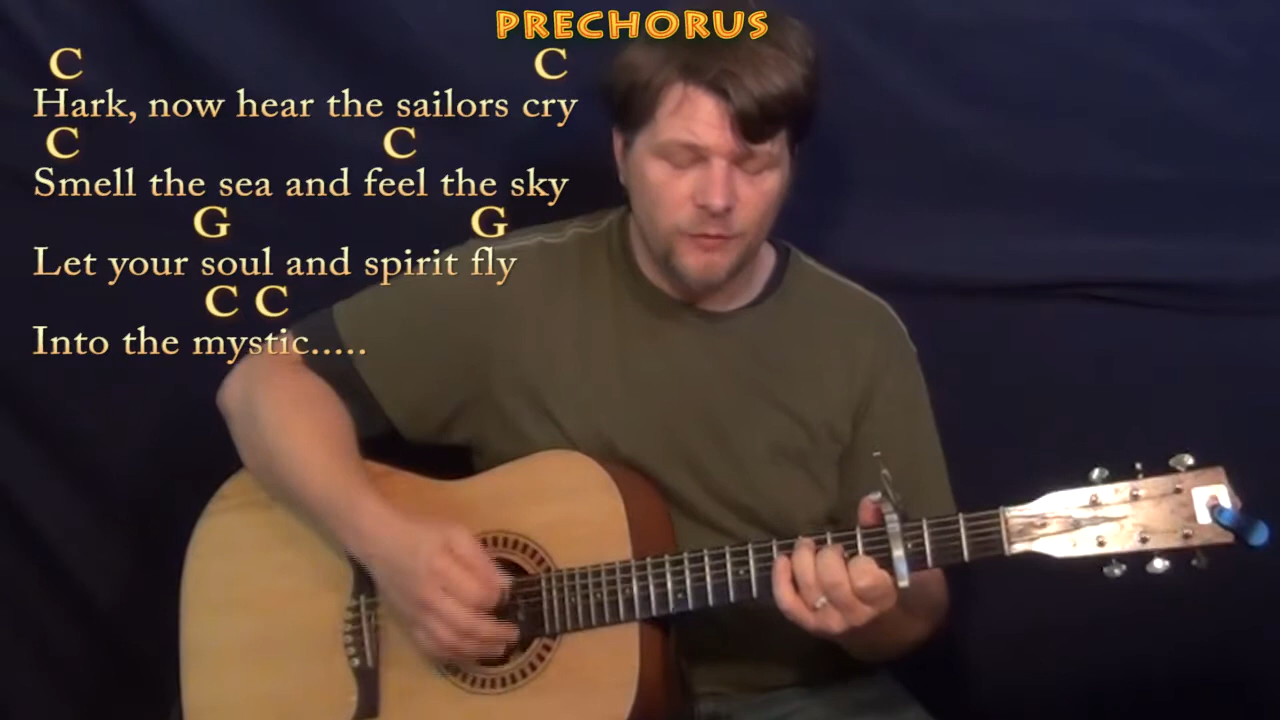 PRECHORUS
C C
Hark, now hear the sailors cry
C C
Smell the sea and feel the sky
G G
Let your soul and spirit fly
C C
Into the mystic.....